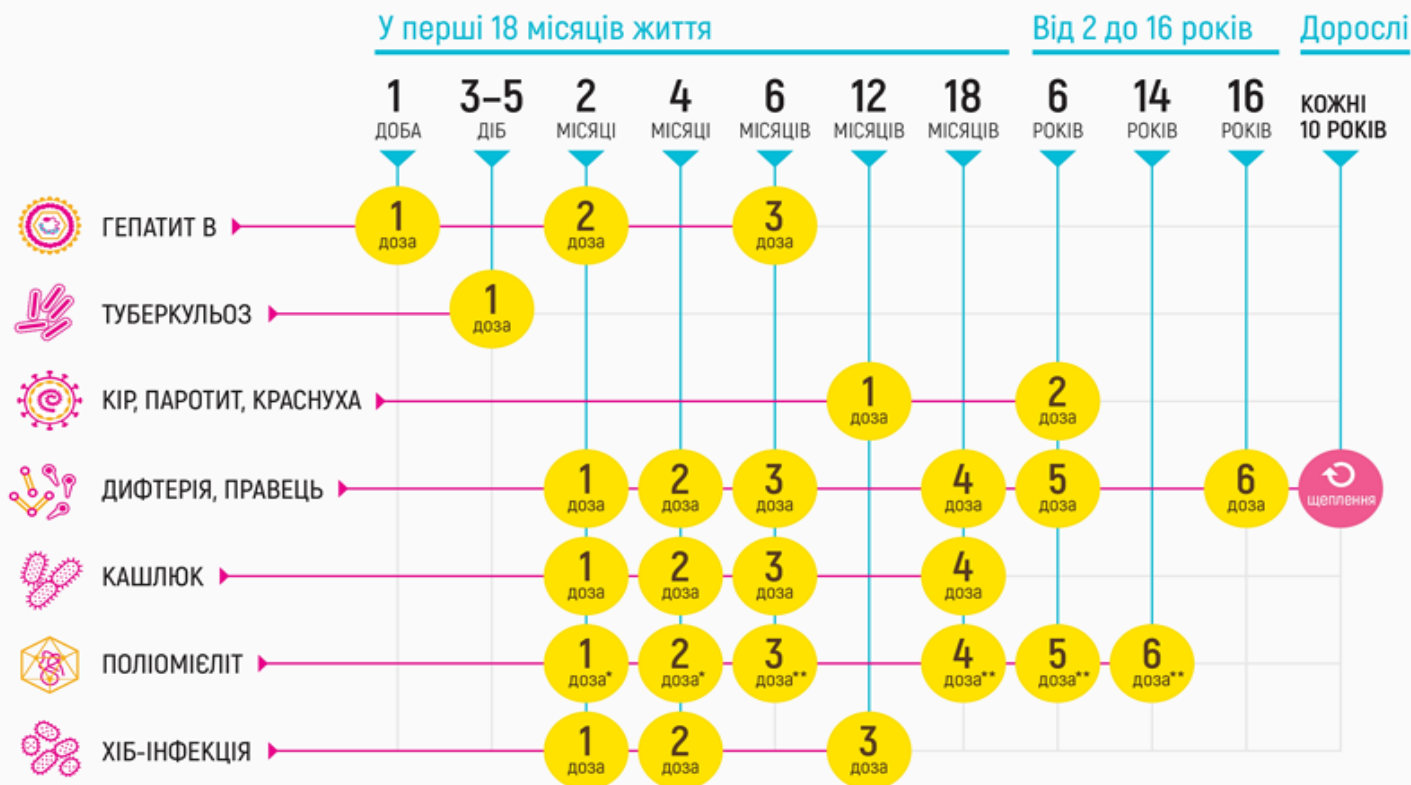 У перші 18 місяців життя Від 2 до 16 років Дорослі
1 3–5 2 4 6 12 18 6 14 16 КОЖНІ
ДОБА ДІБ МІСЯЦІ МІСЯЦІ МІСЯЦІВ МІСЯЦІВ МІСЯЦІВ РОКІВ РОКІВ РОКІВ 10 РОКІВ
ГЕПАТИТ В 1 2 3
доза доза доза
ТУБЕРКУЛЬОЗ 1
доза
КІР, ПАРОТИТ, КРАСНУХА 1 2
доза доза
ДИФТЕРІЯ, ПРАВЕЦЬ 1 2 3 4 5 6
доза доза доза доза доза доза щеплення
КАШЛЮК 1 2 3 4
доза доза доза доза
ПОЛІОМІЄЛІТ 1 2 3 4 5 6
доза* доза* доза** доза** доза** доза**
ХІБ-ІНФЕКЦІЯ 1 2 3
доза доза доза